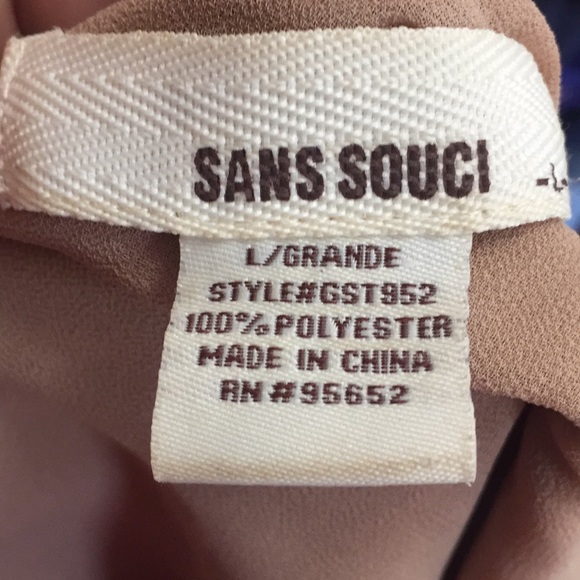 SANS SOUCI
-L-
L/GRANDE
STYLE#GST952
100% POLYESTER
MADE IN CHINA
RN#95652